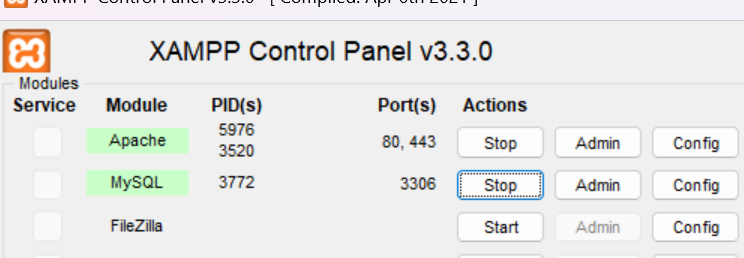 XAMPP Control Panel v3.3.0 [ Compiled: Apr 6th 2021 ]
XAMPP Control Panel v3.3.0
Modules
Service Module PID(s) Port(s) Actions
Apache 5976 3520 80, 443 Stop Admin Config
MySQL 3772 3306 Stop Admin Config
FileZilla Start Admin Config